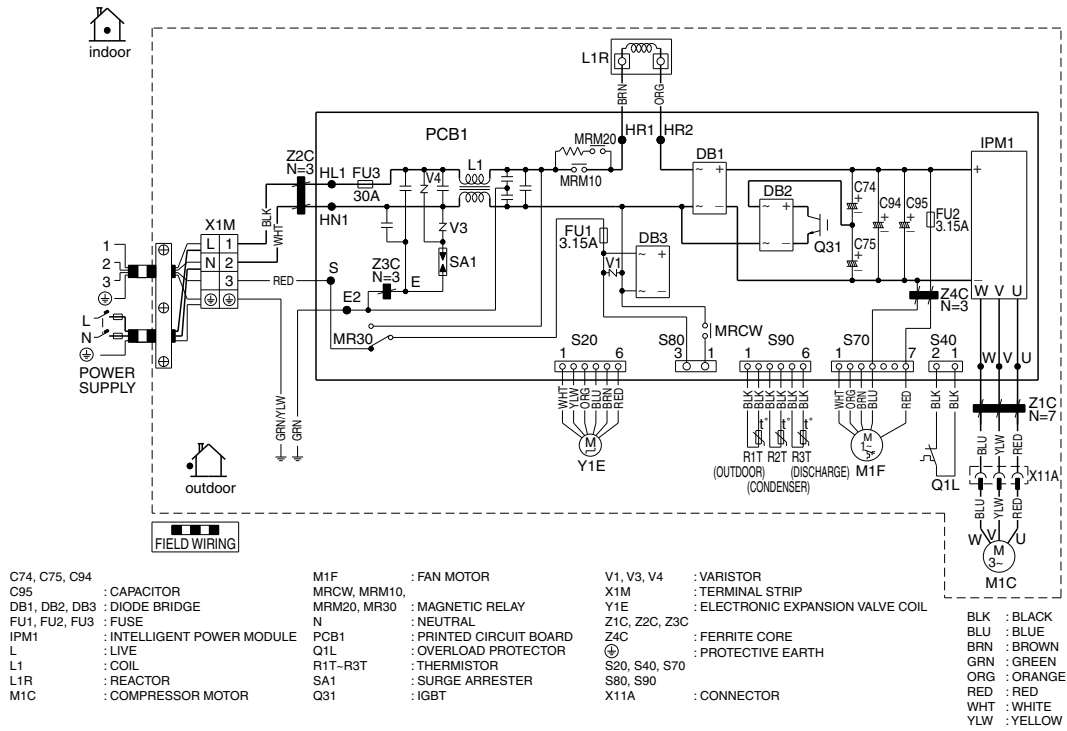 indoor
L1R
BRN
ORG
PCB1
MRM20
HR1
HR2
IPM1
Z2C
N=3
HL1
FU3
30A
V4
L1
MRM10
DB1
+
~
−
DB2
C74
C94
C95
FU2
3.15A
HN1
BLK
WHT
X1M
L 1
N 2
3
V3
FU1
3.15A
DB3
C75
Q31
1
2
3
RED
S
Z3C
N=3
SA1
E
V1
W V U
Z4C
N=3
L
N
POWER
SUPPLY
E2
MR30
MRCW
S20
1 6
S80
3 1
S90
1 6
S70
1 7
S40
2 1
W V U
WHT
YLW
ORG
BLU
BRN
RED
BLK
BLK
BLK
BLK
BLK
BLK
WHT
ORG
BRN
BLU
RED
BLK
BLK
Z1C
N=7
GRN/YLW
GRN
M
Y1E
t°
t°
t°
R1T R2T R3T
(OUTDOOR) (DISCHARGE)
(CONDENSER)
M
1~
M1F
Q1L
BLU
YLW
RED
X11A
BLU
YLW
RED
W V U
M
3~
M1C
outdoor
FIELD WIRING
C74, C75, C94
C95 : CAPACITOR
DB1, DB2, DB3 : DIODE BRIDGE
FU1, FU2, FU3 : FUSE
IPM1 : INTELLIGENT POWER MODULE
L : LIVE
L1 : COIL
L1R : REACTOR
M1C : COMPRESSOR MOTOR
M1F : FAN MOTOR
MRCW, MRM10,
MRM20, MR30 : MAGNETIC RELAY
N : NEUTRAL
PCB1 : PRINTED CIRCUIT BOARD
Q1L : OVERLOAD PROTECTOR
R1T~R3T : THERMISTOR
SA1 : SURGE ARRESTER
Q31 : IGBT
V1, V3, V4 : VARISTOR
X1M : TERMINAL STRIP
Y1E : ELECTRONIC EXPANSION VALVE COIL
Z1C, Z2C, Z3C
Z4C : FERRITE CORE
: PROTECTIVE EARTH
S20, S40, S70
S80, S90
X11A : CONNECTOR
BLK : BLACK
BLU : BLUE
BRN : BROWN
GRN : GREEN
ORG : ORANGE
RED : RED
WHT : WHITE
YLW : YELLOW